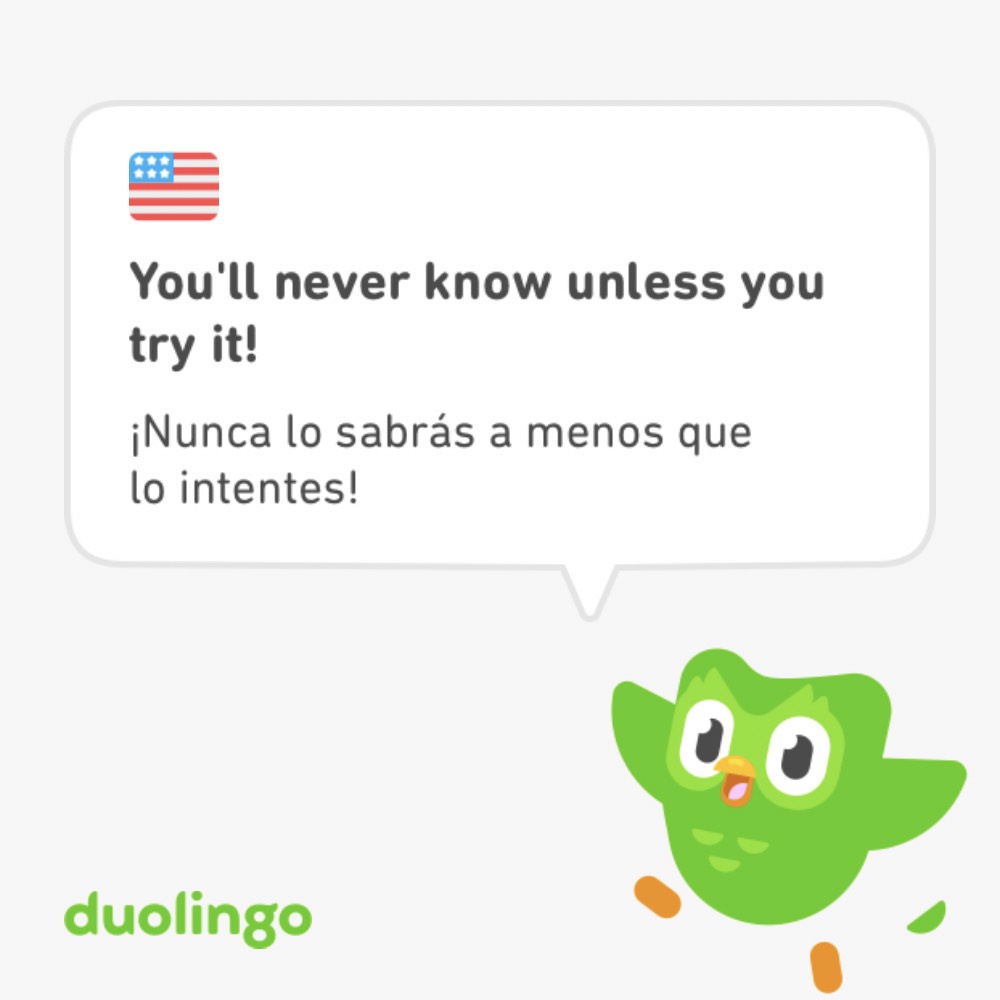 You'll never know unless you
try it!
¡Nunca lo sabrás a menos que
lo intentes!
duolingo